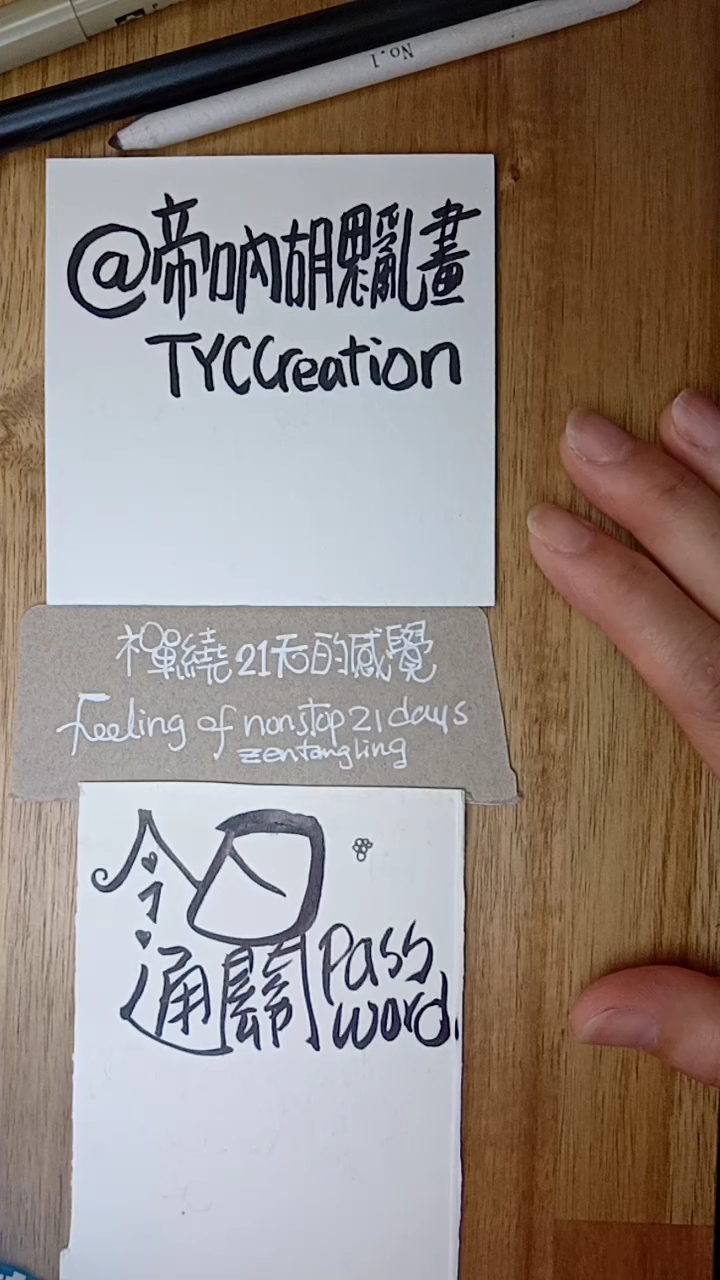 No.1
@帝吶胡思亂畫
TYCCreation
禪繞21天的感覺
Feeling of nonstop 21 days
zentangling
今日
通關 Pass
word.